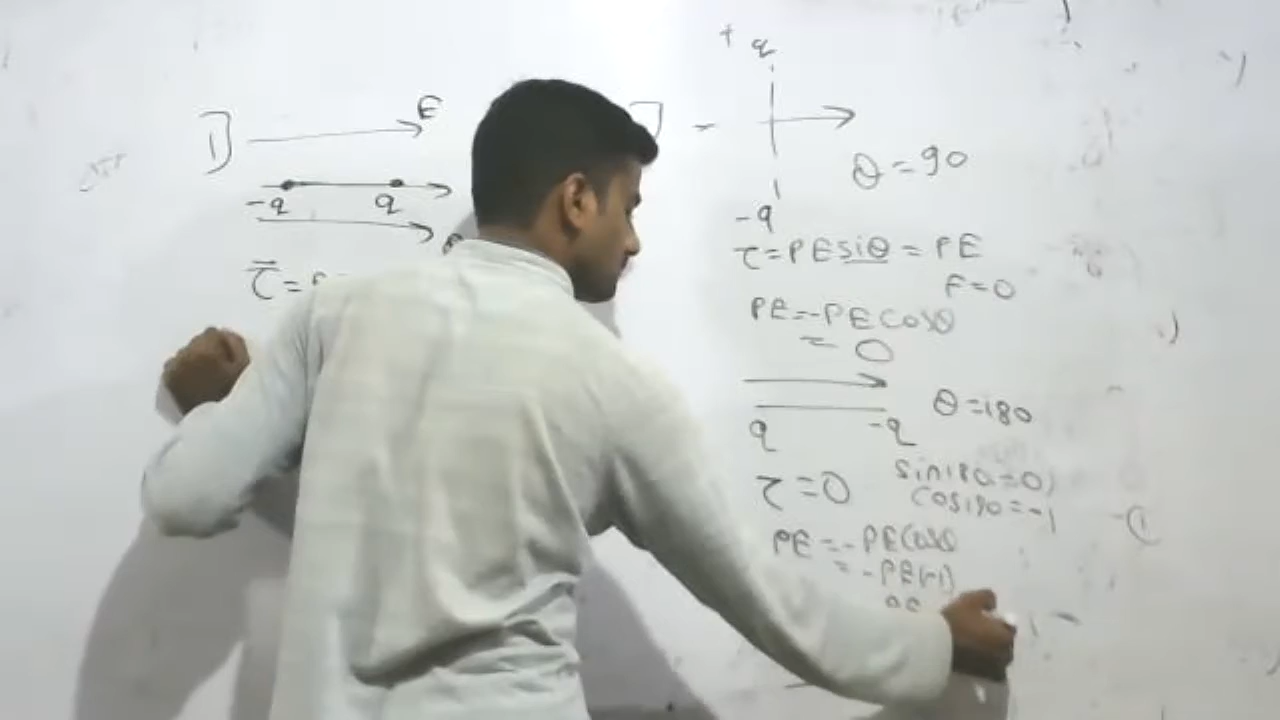 1)
E
-q q
τ⃗ =
+ q
θ = 90
-q
τ = PE sinθ = PE
F = 0
PE = -PE Cosθ
= 0
θ = 180
q -q
τ = 0
sin180 = 0,
cos180 = -1
PE = - PE Cosθ
= - PE(-1)